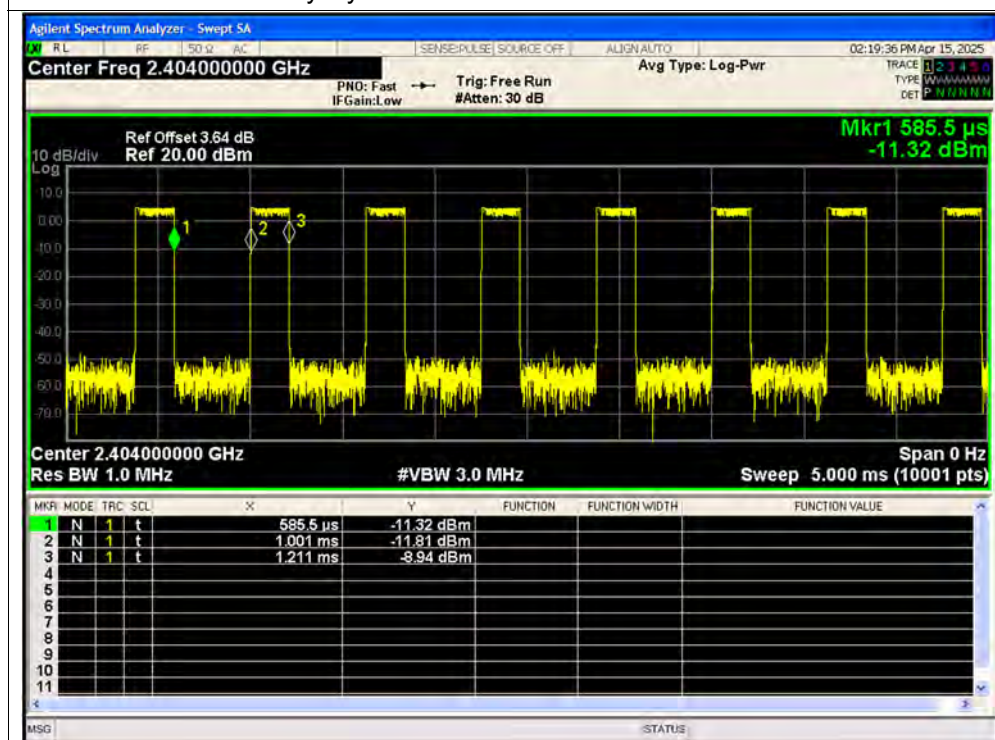 Agilent Spectrum Analyzer - Swept SA
RL RF 50 Ω AC SENSE:PULSE SOURCE OFF ALIGN AUTO 02:19:36 PM Apr 15, 2025
Center Freq 2.404000000 GHz
PNO: Fast
IFGain:Low
Trig: Free Run
#Atten: 30 dB
Avg Type: Log-Pwr
TRACE 1 2 3 4 5 6
TYPE
DET P N N N N N
Mkr1 585.5 µs
-11.32 dBm
Ref Offset 3.64 dB
10 dB/div Ref 20.00 dBm
Log
10.0
0.00
-10.0
-20.0
-30.0
-40.0
-50.0
-60.0
-70.0
1
2
3
Center 2.404000000 GHz Span 0 Hz
Res BW 1.0 MHz #VBW 3.0 MHz Sweep 5.000 ms (10001 pts)
MKR MODE TRC SCL X Y FUNCTION FUNCTION WIDTH FUNCTION VALUE
1 N 1 t 585.5 µs -11.32 dBm
2 N 1 t 1.001 ms -11.81 dBm
3 N 1 t 1.211 ms -8.94 dBm
4
5
6
7
8
9
10
11
MSG STATUS